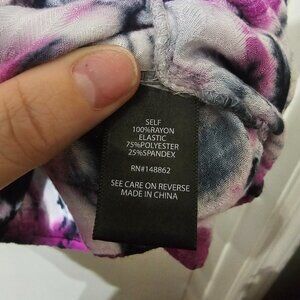 SELF
100%RAYON
ELASTIC
75%POLYESTER
25%SPANDEX
RN#148862
SEE CARE ON REVERSE
MADE IN CHINA